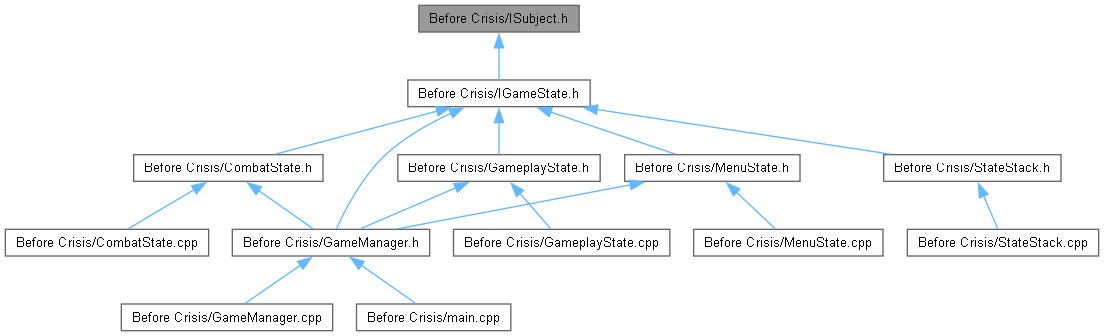 Before Crisis/ISubject.h
Before Crisis/IGameState.h
Before Crisis/CombatState.h
Before Crisis/GameplayState.h
Before Crisis/MenuState.h
Before Crisis/StateStack.h
Before Crisis/CombatState.cpp
Before Crisis/GameManager.h
Before Crisis/GameplayState.cpp
Before Crisis/MenuState.cpp
Before Crisis/StateStack.cpp
Before Crisis/GameManager.cpp
Before Crisis/main.cpp